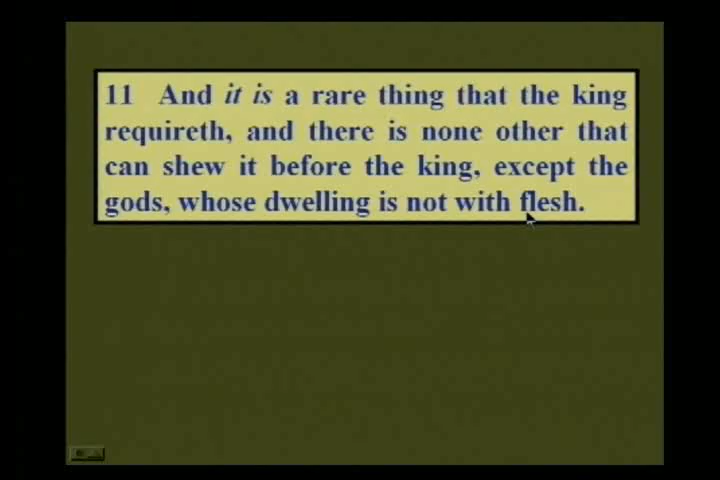 11 And it is a rare thing that the king
requireth, and there is none other that
can shew it before the king, except the
gods, whose dwelling is not with flesh.